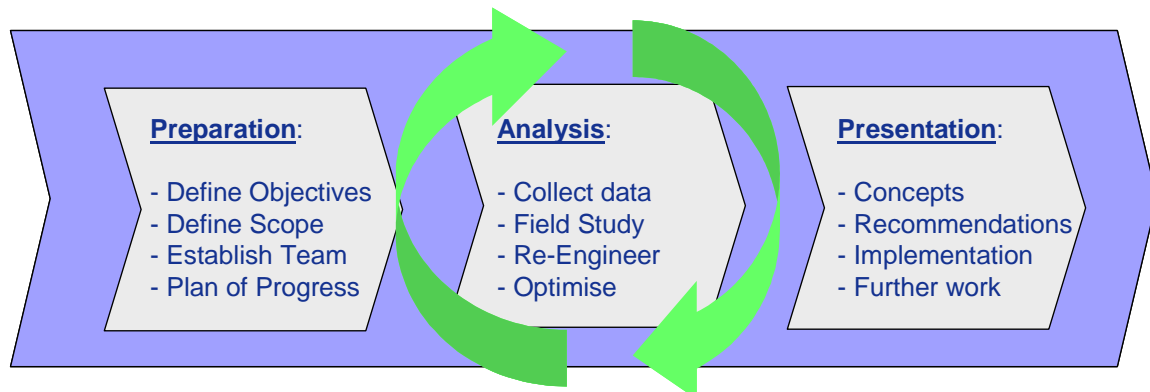 Preparation:
- Define Objectives
- Define Scope
- Establish Team
- Plan of Progress
Analysis:
- Collect data
- Field Study
- Re-Engineer
- Optimise
Presentation:
- Concepts
- Recommendations
- Implementation
- Further work